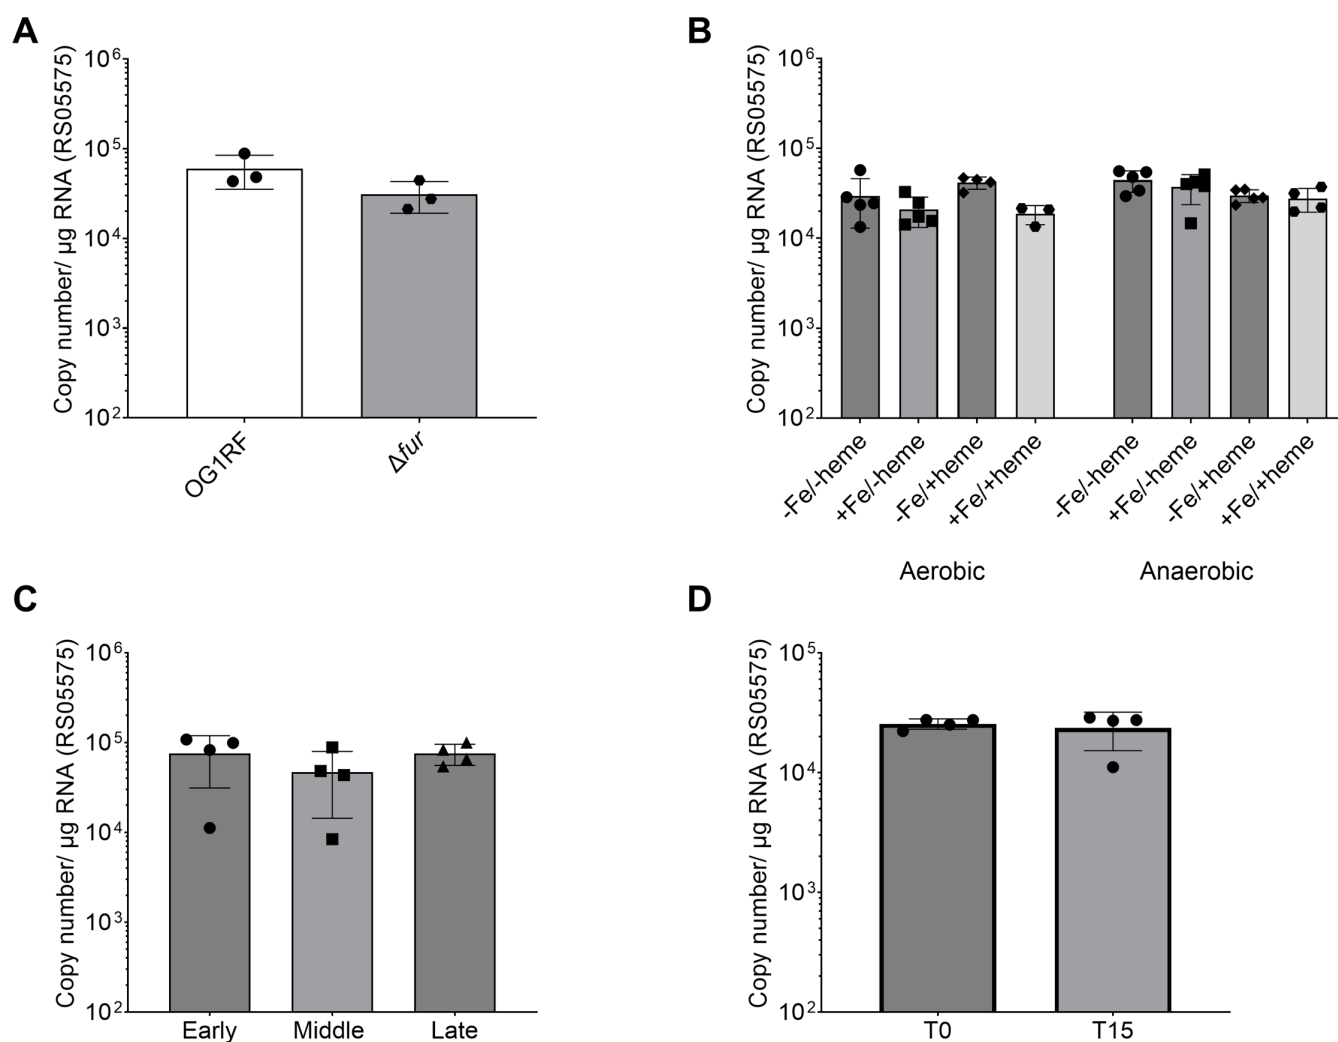 A
Copy number/ µg RNA (RS05575)
10⁶
10⁵
10⁴
10³
10²
OG1RF
Δfur
B
Copy number/ µg RNA (RS05575)
10⁶
10⁵
10⁴
10³
10²
-Fe/-heme
+Fe/-heme
-Fe/+heme
+Fe/+heme
-Fe/-heme
+Fe/-heme
-Fe/+heme
+Fe/+heme
Aerobic
Anaerobic
C
Copy number/ µg RNA (RS05575)
10⁶
10⁵
10⁴
10³
10²
Early
Middle
Late
D
Copy number/ µg RNA (RS05575)
10⁵
10⁴
10³
10²
T0
T15